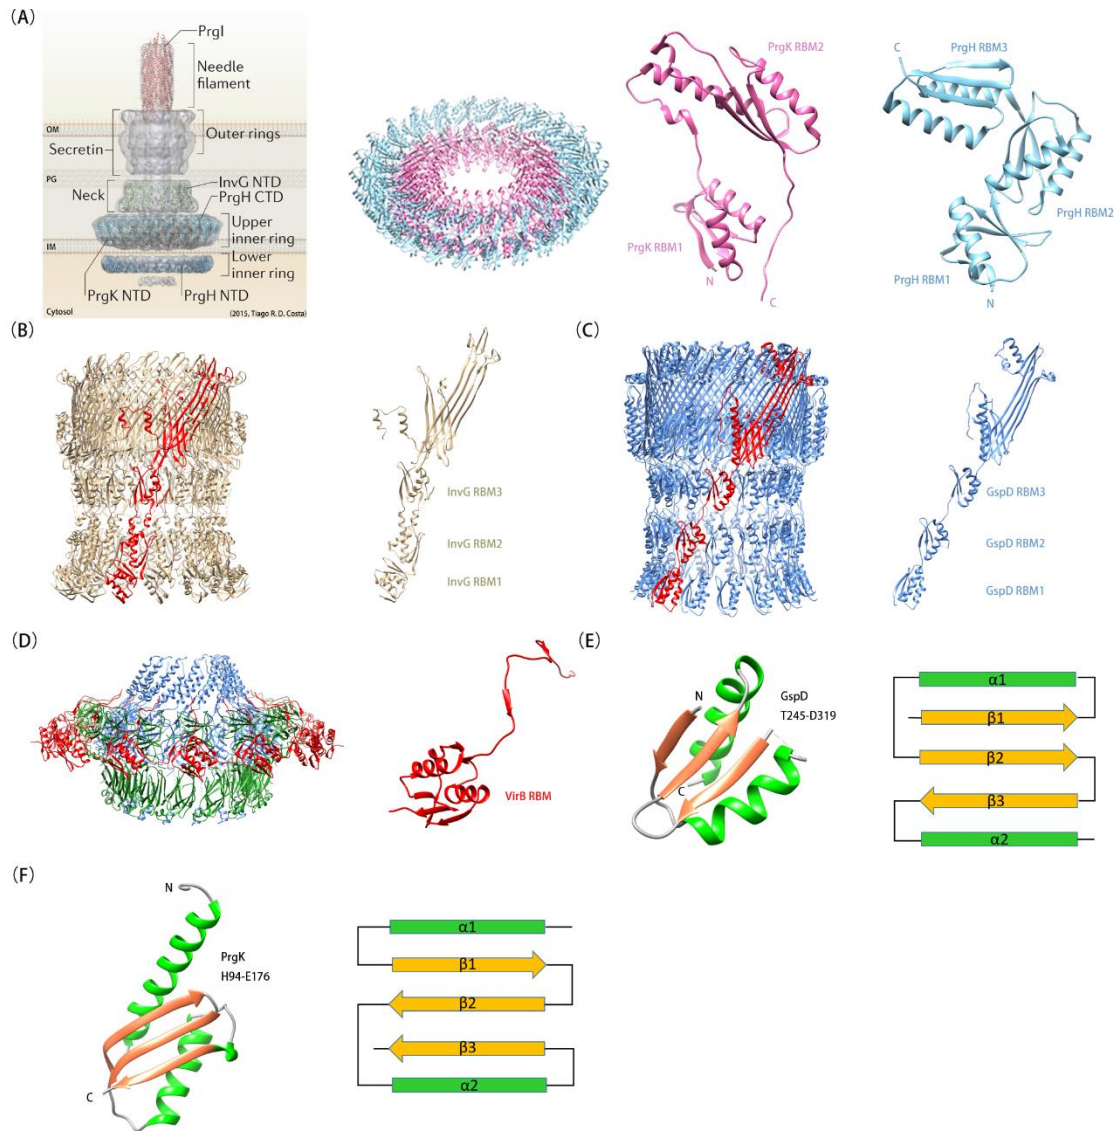 (A)
PrgI
Needle
filament
OM
Outer rings
Secretin
PG
InvG NTD
Neck
PrgH CTD
Upper
inner ring
IM
Lower
inner ring
PrgK NTD
PrgH NTD
Cytosol
(2015, Tiago R. D. Costa)
PrgK RBM2
PrgK RBM1
N
C
C
PrgH RBM3
PrgH RBM2
PrgH RBM1
N
(B)
InvG RBM3
InvG RBM2
InvG RBM1
(C)
GspD RBM3
GspD RBM2
GspD RBM1
(D)
VirB RBM
(E)
N
GspD
T245-D319
C
α1
β1
β2
β3
α2
(F)
N
PrgK
H94-E176
C
α1
β1
β2
β3
α2